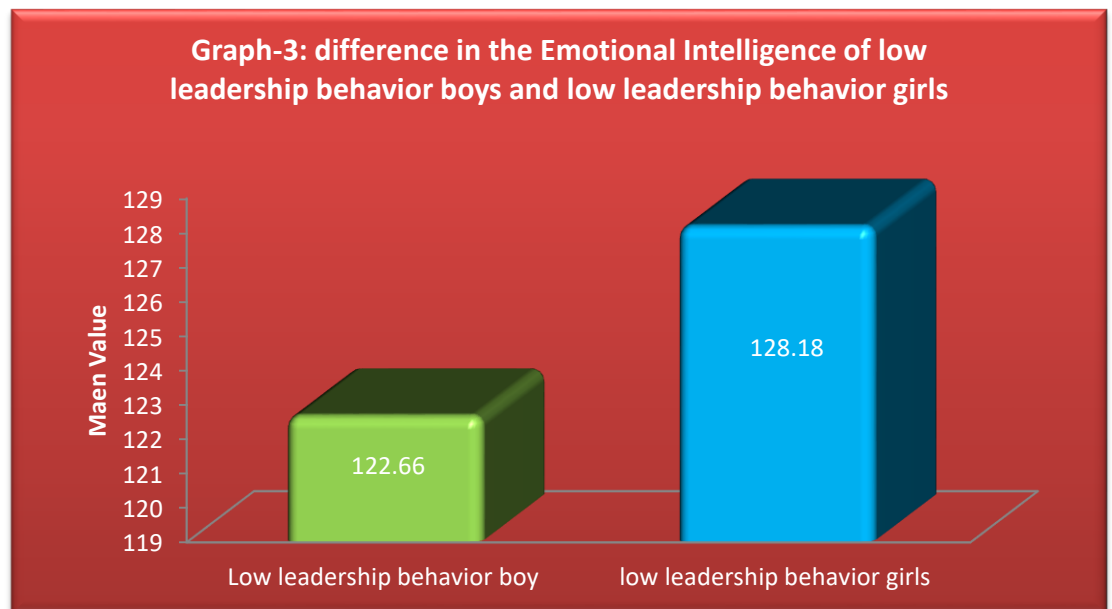 Graph-3: difference in the Emotional Intelligence of low
leadership behavior boys and low leadership behavior girls
129
128
127
126
125
124
123
122
121
120
119
Maen Value
122.66
128.18
Low leadership behavior boy
low leadership behavior girls